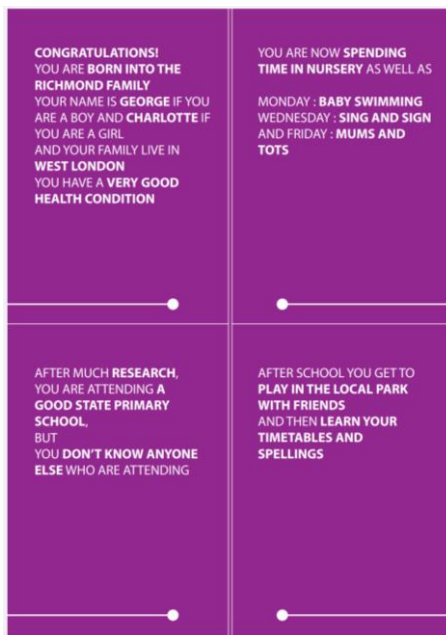 CONGRATULATIONS!
YOU ARE BORN INTO THE
RICHMOND FAMILY
YOUR NAME IS GEORGE IF YOU
ARE A BOY AND CHARLOTTE IF
YOU ARE A GIRL
AND YOUR FAMILY LIVE IN
WEST LONDON
YOU HAVE A VERY GOOD
HEALTH CONDITION
YOU ARE NOW SPENDING
TIME IN NURSERY AS WELL AS
MONDAY : BABY SWIMMING
WEDNESDAY : SING AND SIGN
AND FRIDAY : MUMS AND
TOTS
AFTER MUCH RESEARCH,
YOU ARE ATTENDING A
GOOD STATE PRIMARY
SCHOOL,
BUT
YOU DON'T KNOW ANYONE
ELSE WHO ARE ATTENDING
AFTER SCHOOL YOU GET TO
PLAY IN THE LOCAL PARK
WITH FRIENDS
AND THEN LEARN YOUR
TIMETABLES AND
SPELLINGS